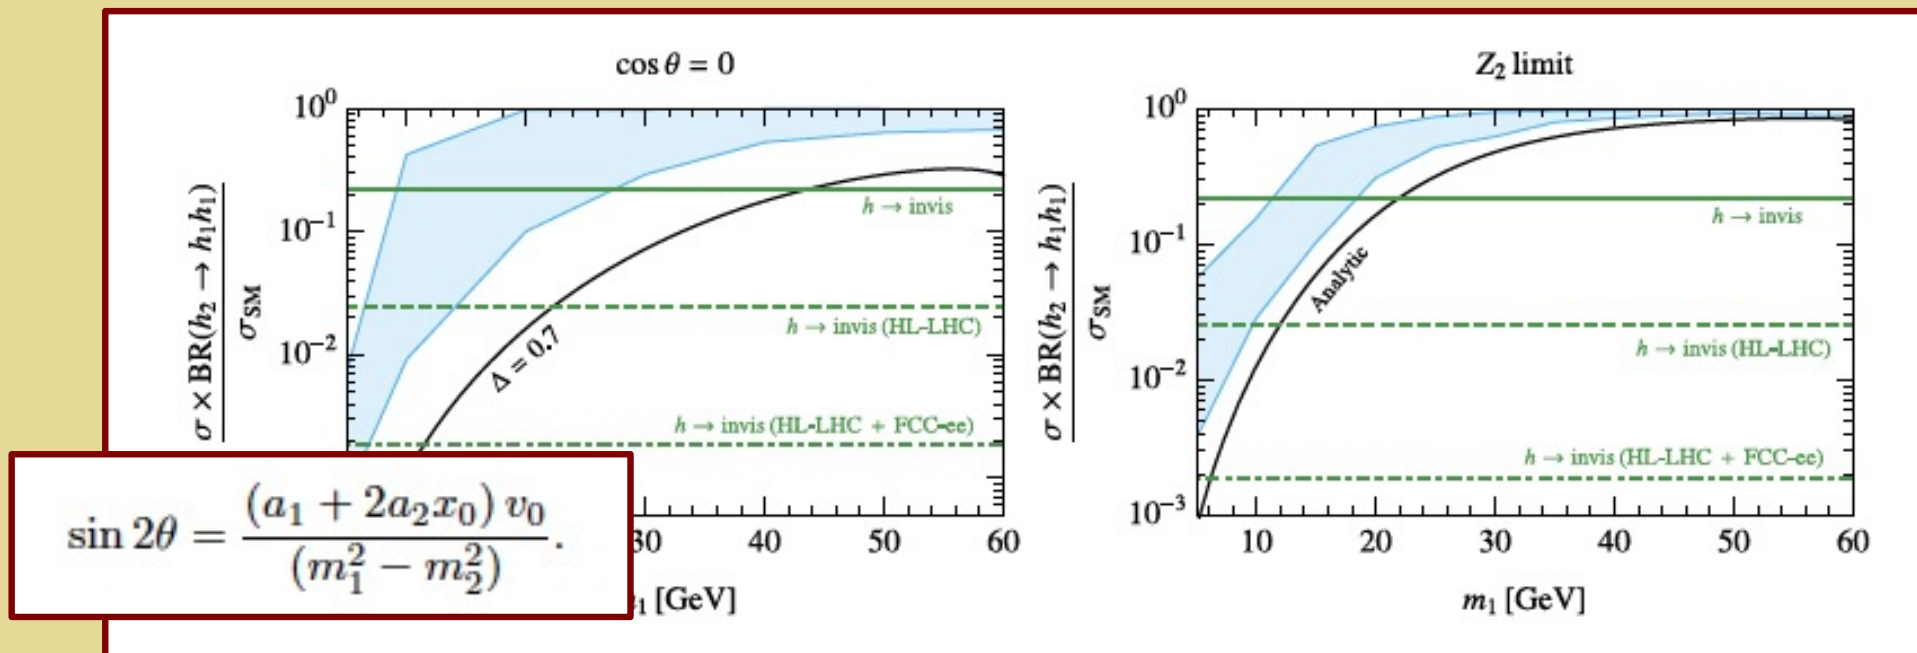 cos θ = 0
σ × BR(h₂ → h₁h₁)
σSM
10⁰
10⁻¹
10⁻²
h → invis
h → invis (HL-LHC)
Δ = 0.7
h → invis (HL-LHC + FCC-ee)
30 40 50 60
[GeV]
sin 2θ = (a₁ + 2a₂x₀) v₀ / (m₁² − m₂²).
Z₂ limit
σ × BR(h₂ → h₁h₁)
σSM
10⁰
10⁻¹
10⁻²
10⁻³
h → invis
Analytic
h → invis (HL-LHC)
h → invis (HL-LHC + FCC-ee)
10 20 30 40 50 60
m₁ [GeV]